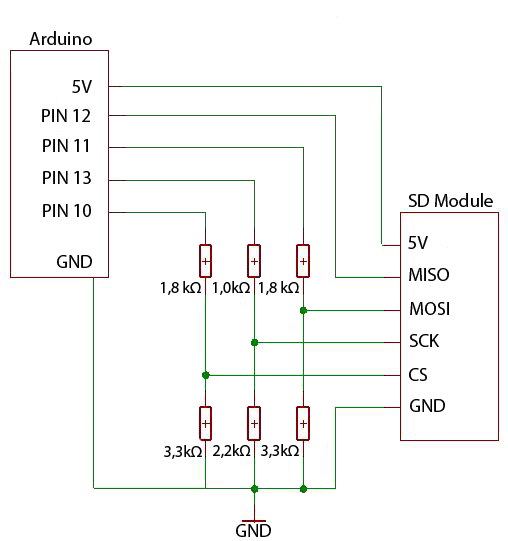 Arduino
5V
PIN 12
PIN 11
PIN 13
PIN 10
GND
SD Module
5V
MISO
MOSI
SCK
CS
GND
1,8 kΩ 1,0kΩ 1,8 kΩ
3,3kΩ 2,2kΩ 3,3kΩ
GND